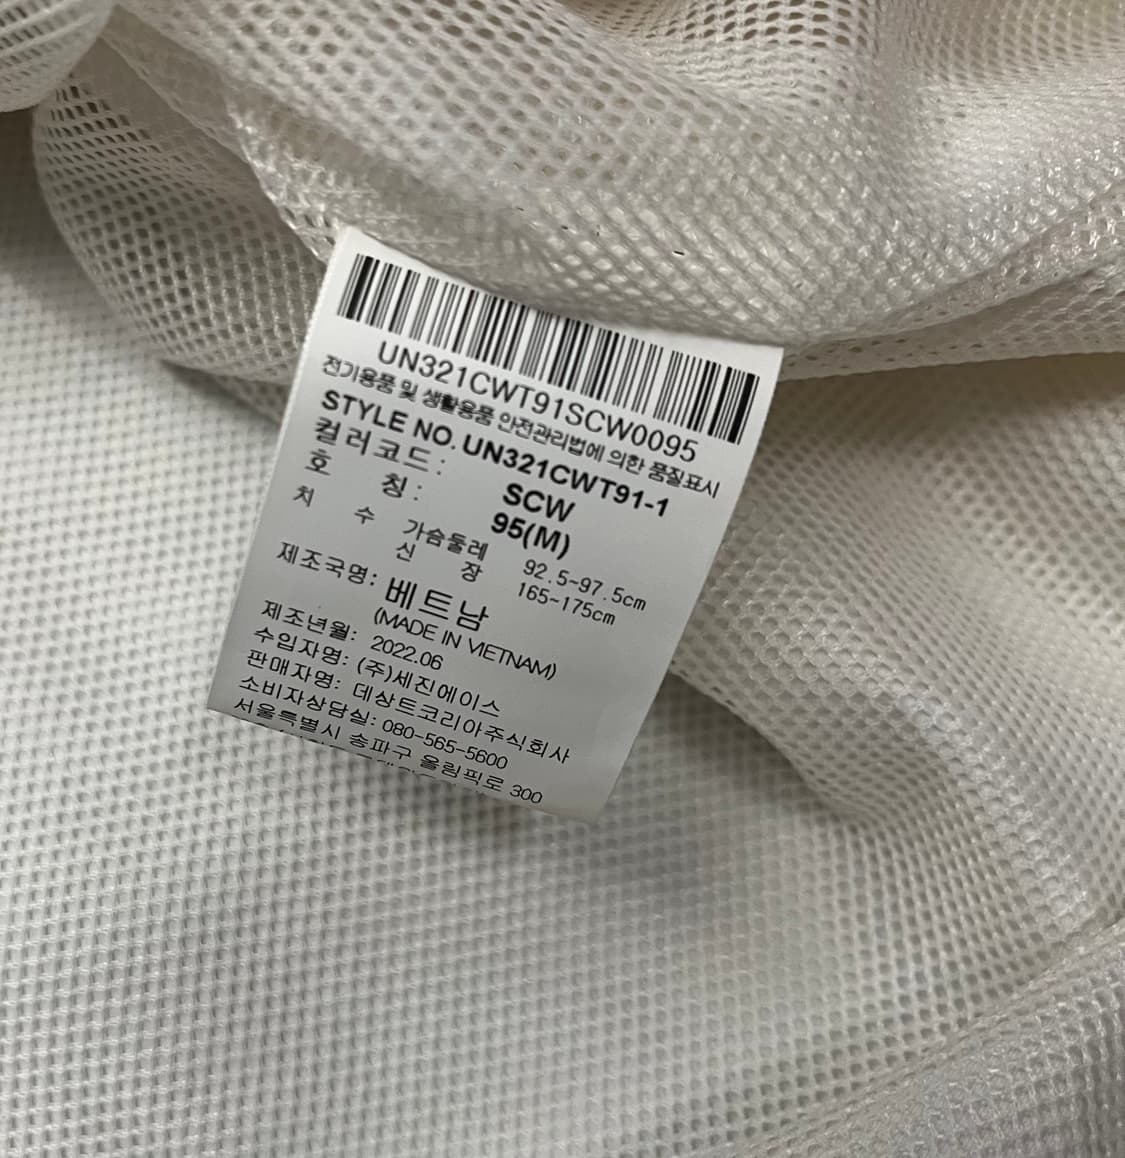 UN321CWT91SCW0095
전기용품 및 생활용품 안전관리법에 의한 품질표시
STYLE NO. UN321CWT91-1
컬러코드: SCW
호 칭: 95(M)
치 수 가슴둘레 92.5~97.5cm
신 장 165~175cm
제조국명: 베트남
(MADE IN VIETNAM)
제조년월: 2022.06
수입자명: (주)세진에이스
판매자명: 데상트코리아주식회사
소비자상담실: 080-565-5600
서울특별시 송파구 올림픽로 300